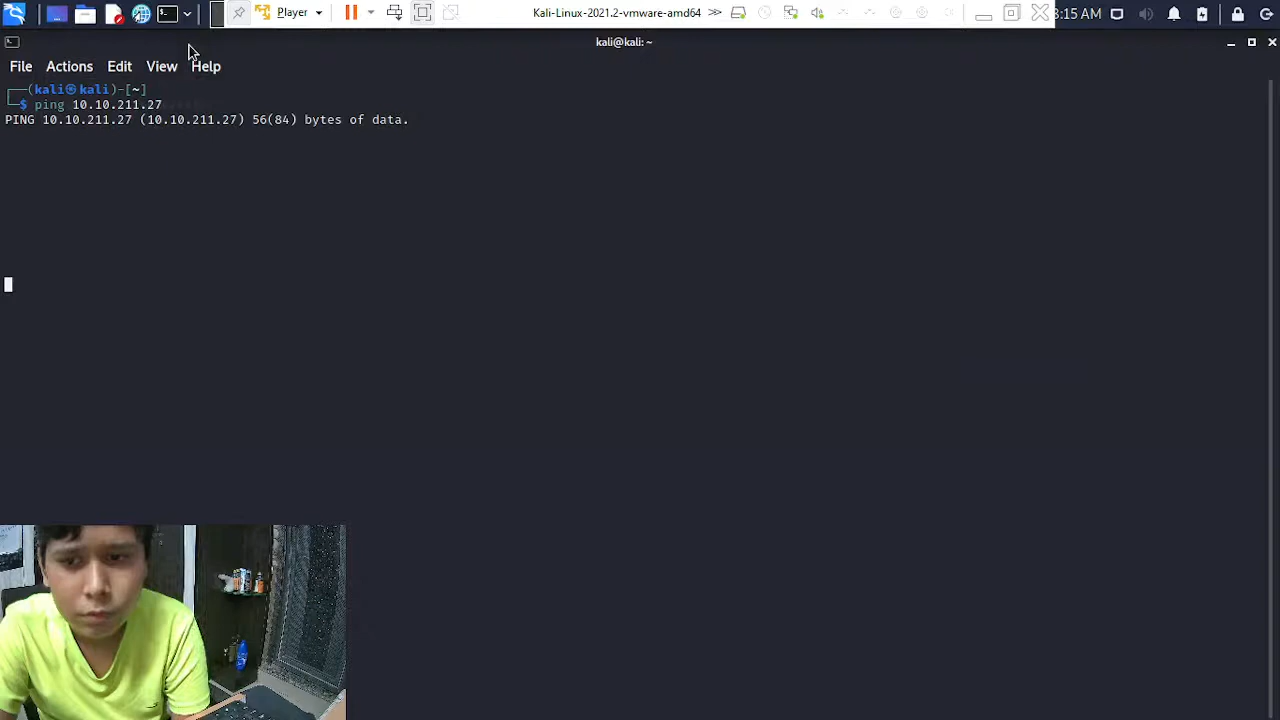 Player
Kali-Linux-2021.2-vmware-amd64
:15 AM
kali@kali: ~
File Actions Edit View Help
┌──(kali㉿kali)-[~]
└─$ ping 10.10.211.27
PING 10.10.211.27 (10.10.211.27) 56(84) bytes of data.